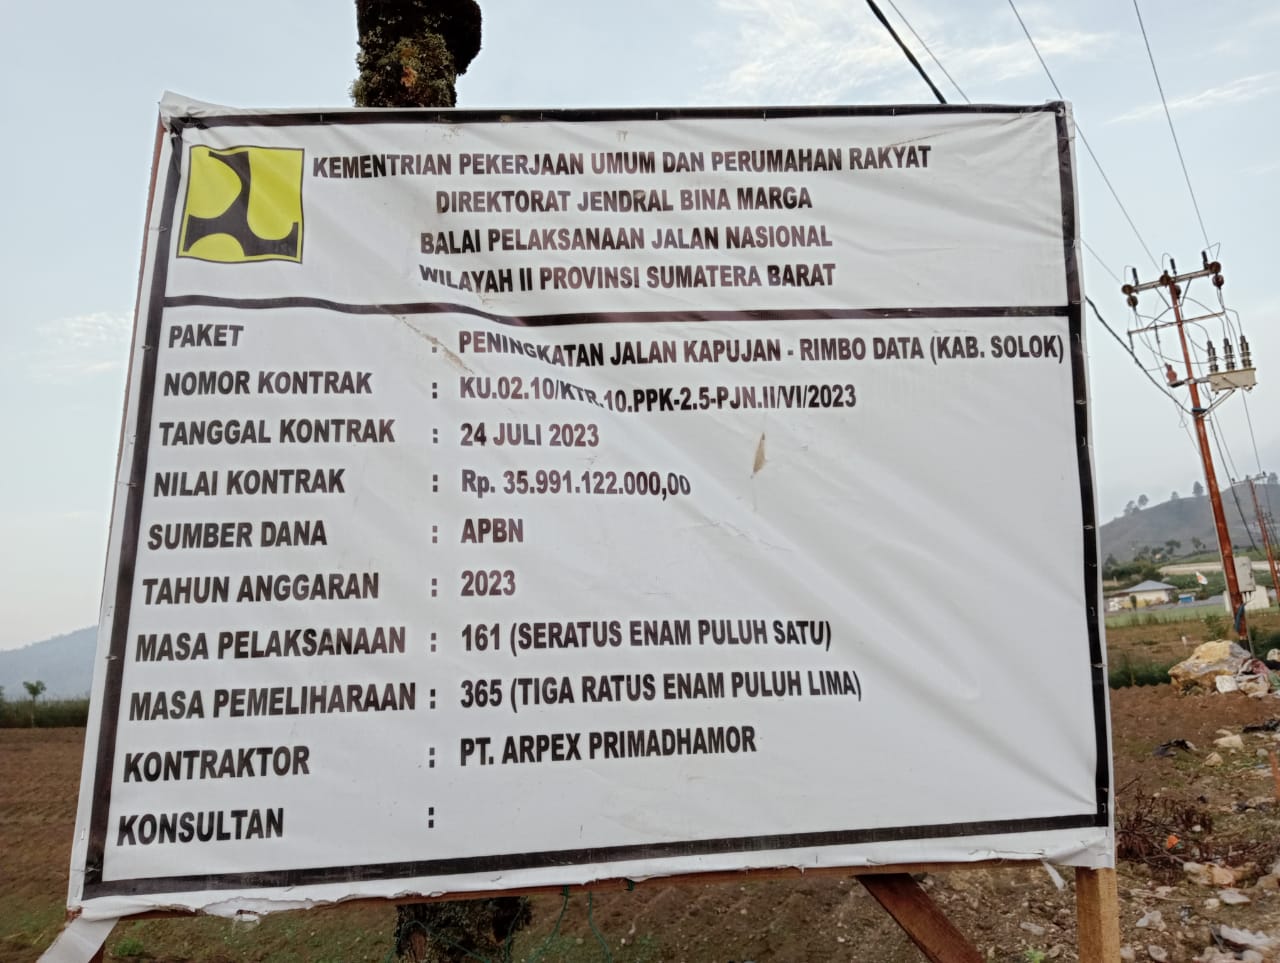 KEMENTRIAN PEKERJAAN UMUM DAN PERUMAHAN RAKYAT
DIREKTORAT JENDRAL BINA MARGA
BALAI PELAKSANAAN JALAN NASIONAL
WILAYAH II PROVINSI SUMATERA BARAT
PAKET : PENINGKATAN JALAN KAPUJAN - RIMBO DATA (KAB. SOLOK)
NOMOR KONTRAK : KU.02.10/KTR.10.PPK-2.5-PJN.II/VI/2023
TANGGAL KONTRAK : 24 JULI 2023
NILAI KONTRAK : Rp. 35.991.122.000,00
SUMBER DANA : APBN
TAHUN ANGGARAN : 2023
MASA PELAKSANAAN : 161 (SERATUS ENAM PULUH SATU)
MASA PEMELIHARAAN : 365 (TIGA RATUS ENAM PULUH LIMA)
KONTRAKTOR : PT. ARPEX PRIMADHAMOR
KONSULTAN :